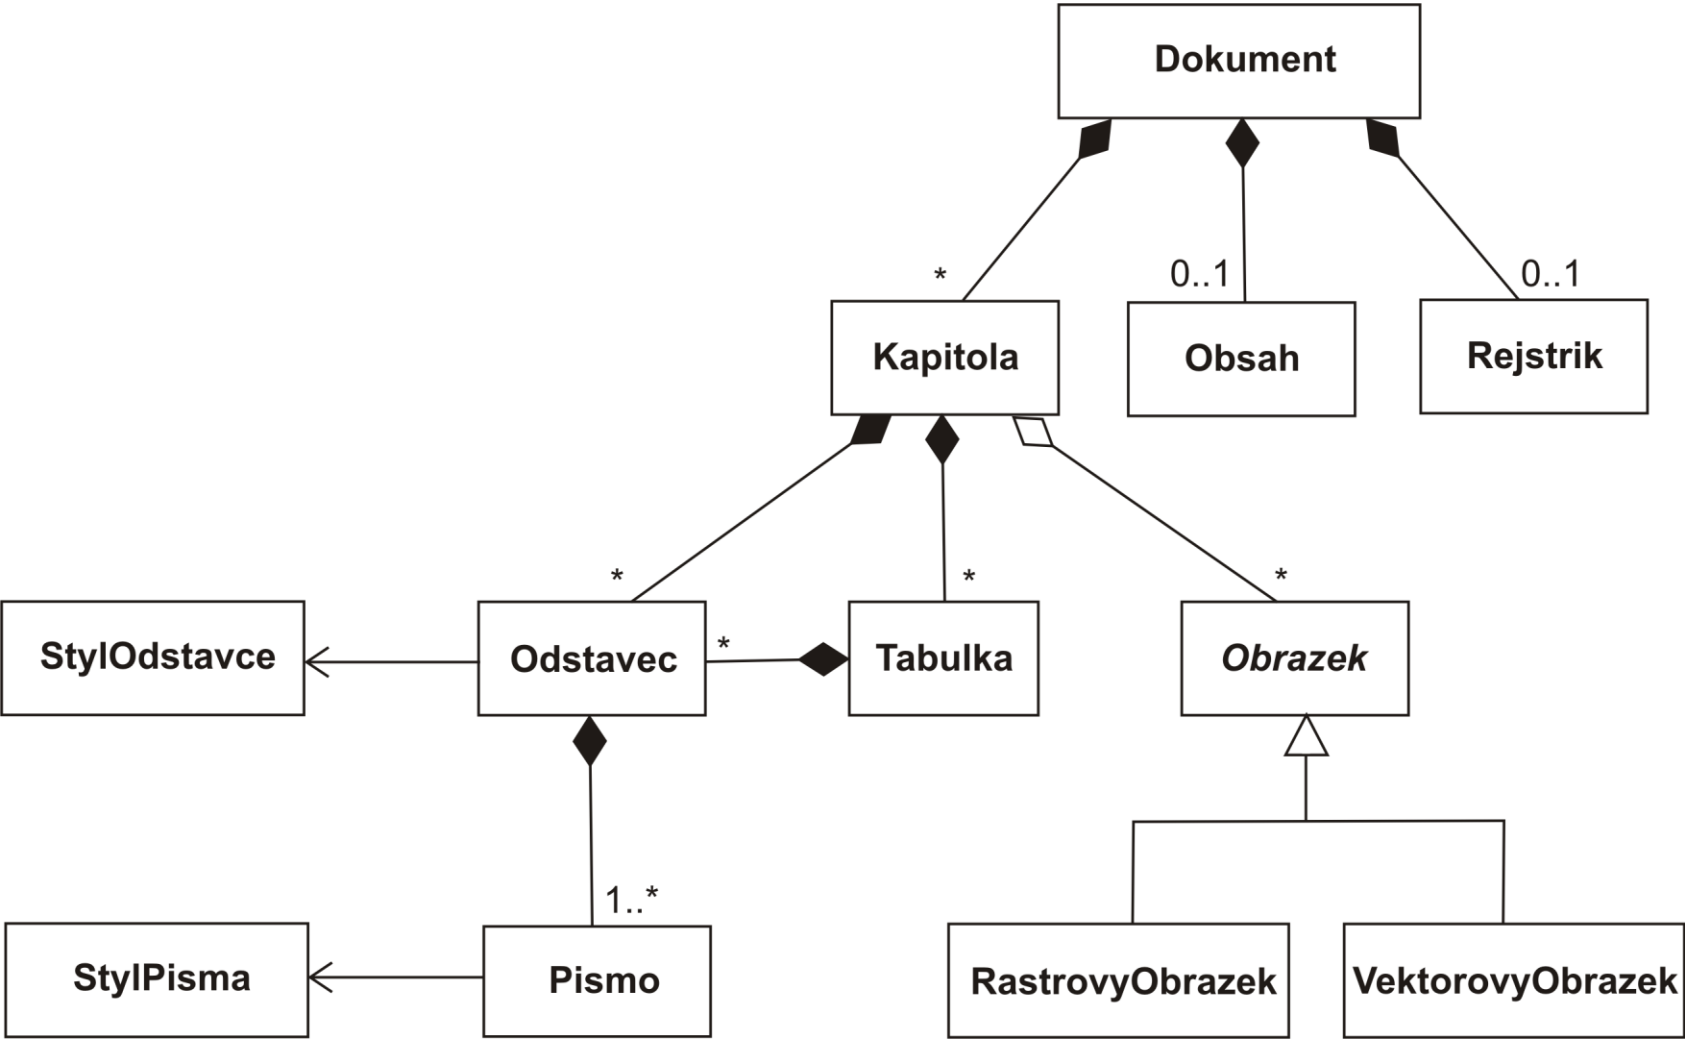 Dokument
*
0..1
0..1
Kapitola
Obsah
Rejstrik
*
*
*
StylOdstavce
Odstavec
*
Tabulka
Obrazek
1..*
StylPisma
Pismo
RastrovyObrazek
VektorovyObrazek